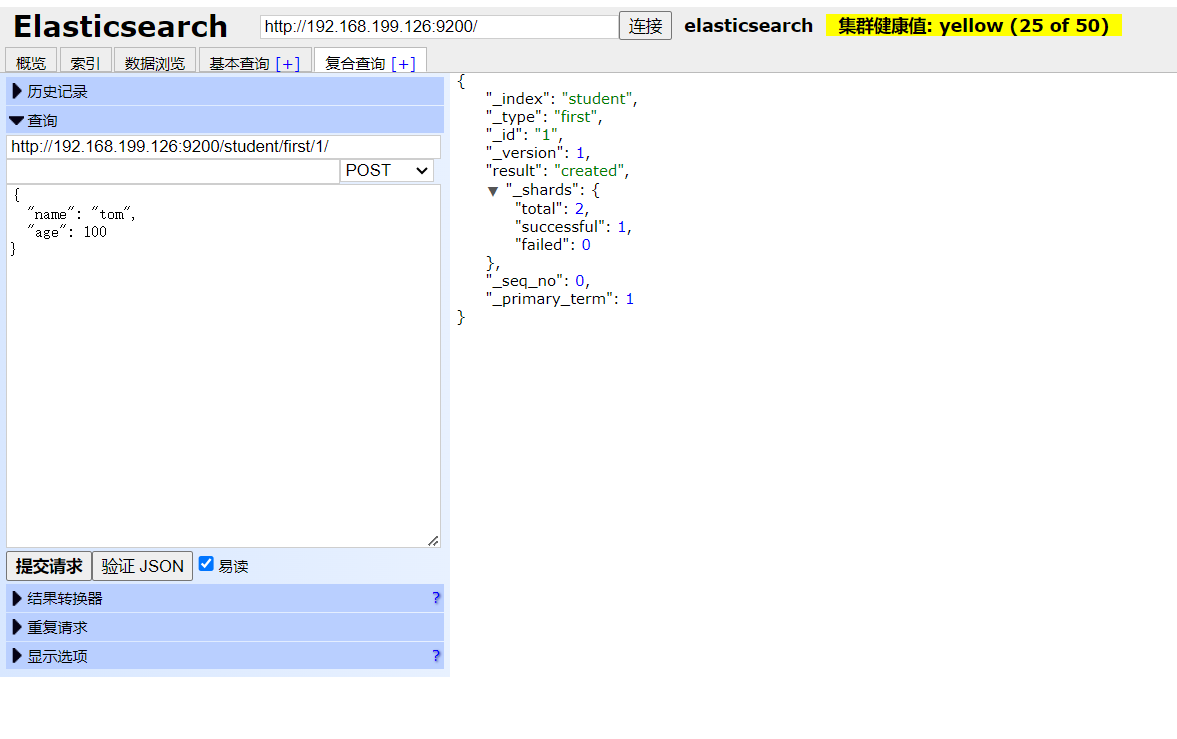 Elasticsearch http://192.168.199.126:9200/ 连接 elasticsearch 集群健康值: yellow (25 of 50)
概览 索引 数据浏览 基本查询 [+] 复合查询 [+]
历史记录
查询
http://192.168.199.126:9200/student/first/1/
POST
{
"name": "tom",
"age": 100
}
提交请求 验证 JSON 易读
结果转换器 ?
重复请求
显示选项 ?
{
"_index": "student",
"_type": "first",
"_id": "1",
"_version": 1,
"result": "created",
"_shards": {
"total": 2,
"successful": 1,
"failed": 0
},
"_seq_no": 0,
"_primary_term": 1
}